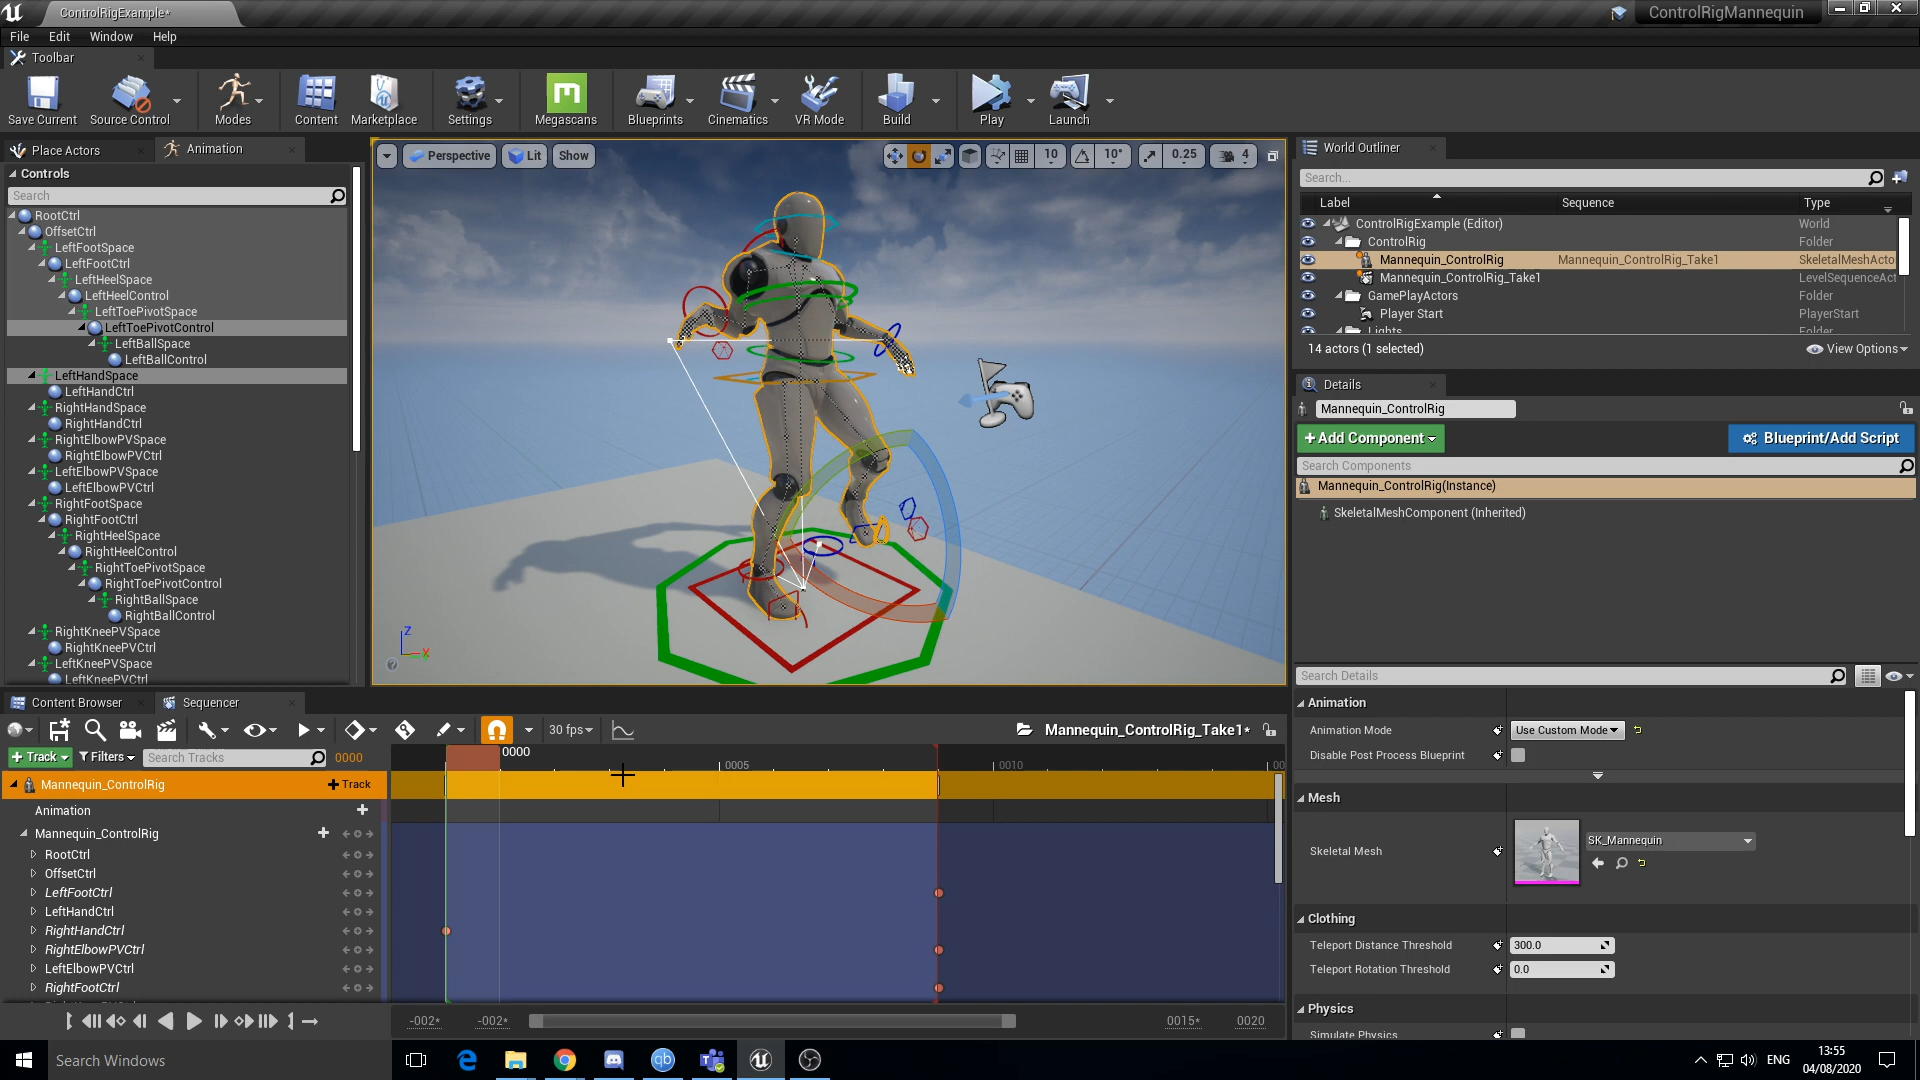 ControlRigExample*
ControlRigMannequin
File Edit Window Help
Toolbar
Save Current
Source Control
Modes
Content
Marketplace
Settings
Megascans
Blueprints
Cinematics
VR Mode
Build
Play
Launch
Place Actors
Animation
Controls
Search
RootCtrl
OffsetCtrl
LeftFootSpace
LeftFootCtrl
LeftHeelSpace
LeftHeelControl
LeftToePivotSpace
LeftToePivotControl
LeftBallSpace
LeftBallControl
LeftHandSpace
LeftHandCtrl
RightHandSpace
RightHandCtrl
RightElbowPVSpace
RightElbowPVCtrl
LeftElbowPVSpace
LeftElbowPVCtrl
RightFootSpace
RightFootCtrl
RightHeelSpace
RightHeelControl
RightToePivotSpace
RightToePivotControl
RightBallSpace
RightBallControl
RightKneePVSpace
RightKneePVCtrl
LeftKneePVSpace
LeftKneePVCtrl
Perspective
Lit
Show
10
10°
0.25
4
Z
X
World Outliner
Search...
Label Sequence Type
ControlRigExample (Editor) World
ControlRig Folder
Mannequin_ControlRig Mannequin_ControlRig_Take1 SkeletalMeshActo
Mannequin_ControlRig_Take1 LevelSequenceAct
GamePlayActors Folder
Player Start PlayerStart
Lights Folder
14 actors (1 selected)
View Options
Details
Mannequin_ControlRig
+ Add Component
Blueprint/Add Script
Search Components
Mannequin_ControlRig(Instance)
SkeletalMeshComponent (Inherited)
Search Details
Animation
Animation Mode
Use Custom Mode
Disable Post Process Blueprint
Mesh
Skeletal Mesh
SK_Mannequin
Clothing
Teleport Distance Threshold
300.0
Teleport Rotation Threshold
0.0
Physics
Simulate Physics
Content Browser
Sequencer
30 fps
Mannequin_ControlRig_Take1*
+ Track
Filters
Search Tracks
0000
0000
0005
0010
00
Mannequin_ControlRig
+ Track
Animation
Mannequin_ControlRig
RootCtrl
OffsetCtrl
LeftFootCtrl
LeftHandCtrl
RightHandCtrl
RightElbowPVCtrl
LeftElbowPVCtrl
RightFootCtrl
-002*
-002*
0015*
0020
Search Windows
qb
ENG
13:55
04/08/2020